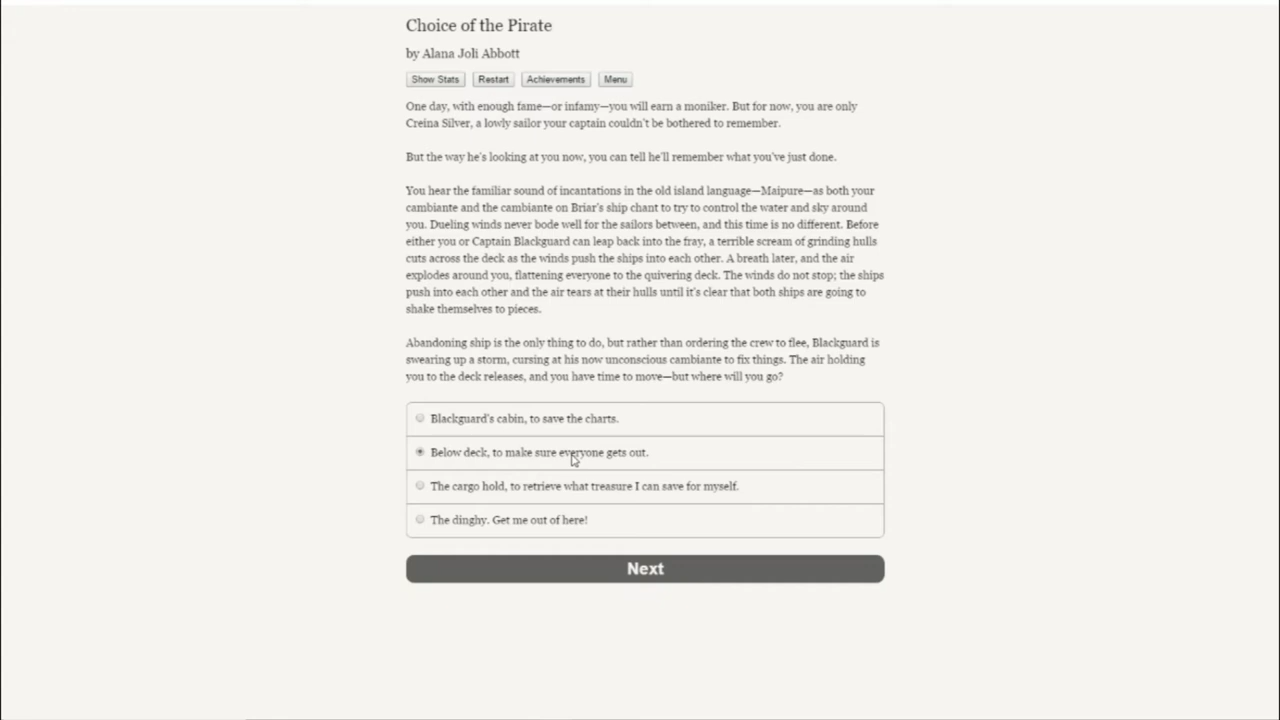 Choice of the Pirate
by Alana Joli Abbott
Show Stats Restart Achievements Menu
One day, with enough fame—or infamy—you will earn a moniker. But for now, you are only
Creina Silver, a lowly sailor your captain couldn't be bothered to remember.
But the way he's looking at you now, you can tell he'll remember what you've just done.
You hear the familiar sound of incantations in the old island language—Maipure—as both your
cambiante and the cambiante on Briar's ship chant to try to control the water and sky around
you. Dueling winds never bode well for the sailors between, and this time is no different. Before
either you or Captain Blackguard can leap back into the fray, a terrible scream of grinding hulls
cuts across the deck as the winds push the ships into each other. A breath later, and the air
explodes around you, flattening everyone to the quivering deck. The winds do not stop; the ships
push into each other and the air tears at their hulls until it's clear that both ships are going to
shake themselves to pieces.
Abandoning ship is the only thing to do, but rather than ordering the crew to flee, Blackguard is
swearing up a storm, cursing at his now unconscious cambiante to fix things. The air holding
you to the deck releases, and you have time to move—but where will you go?
Blackguard's cabin, to save the charts.
Below deck, to make sure everyone gets out.
The cargo hold, to retrieve what treasure I can save for myself.
The dinghy. Get me out of here!
Next